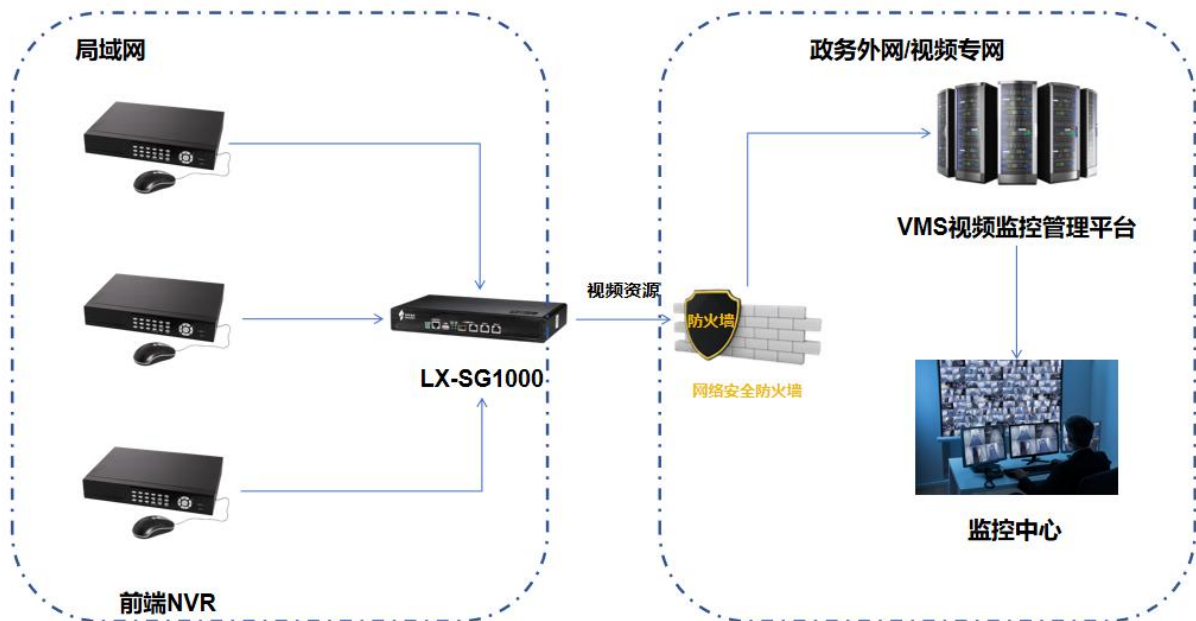 局域网
政务外网/视频专网
VMS视频监控管理平台
视频资源
防火墙
LX-SG1000
网络安全防火墙
监控中心
前端NVR